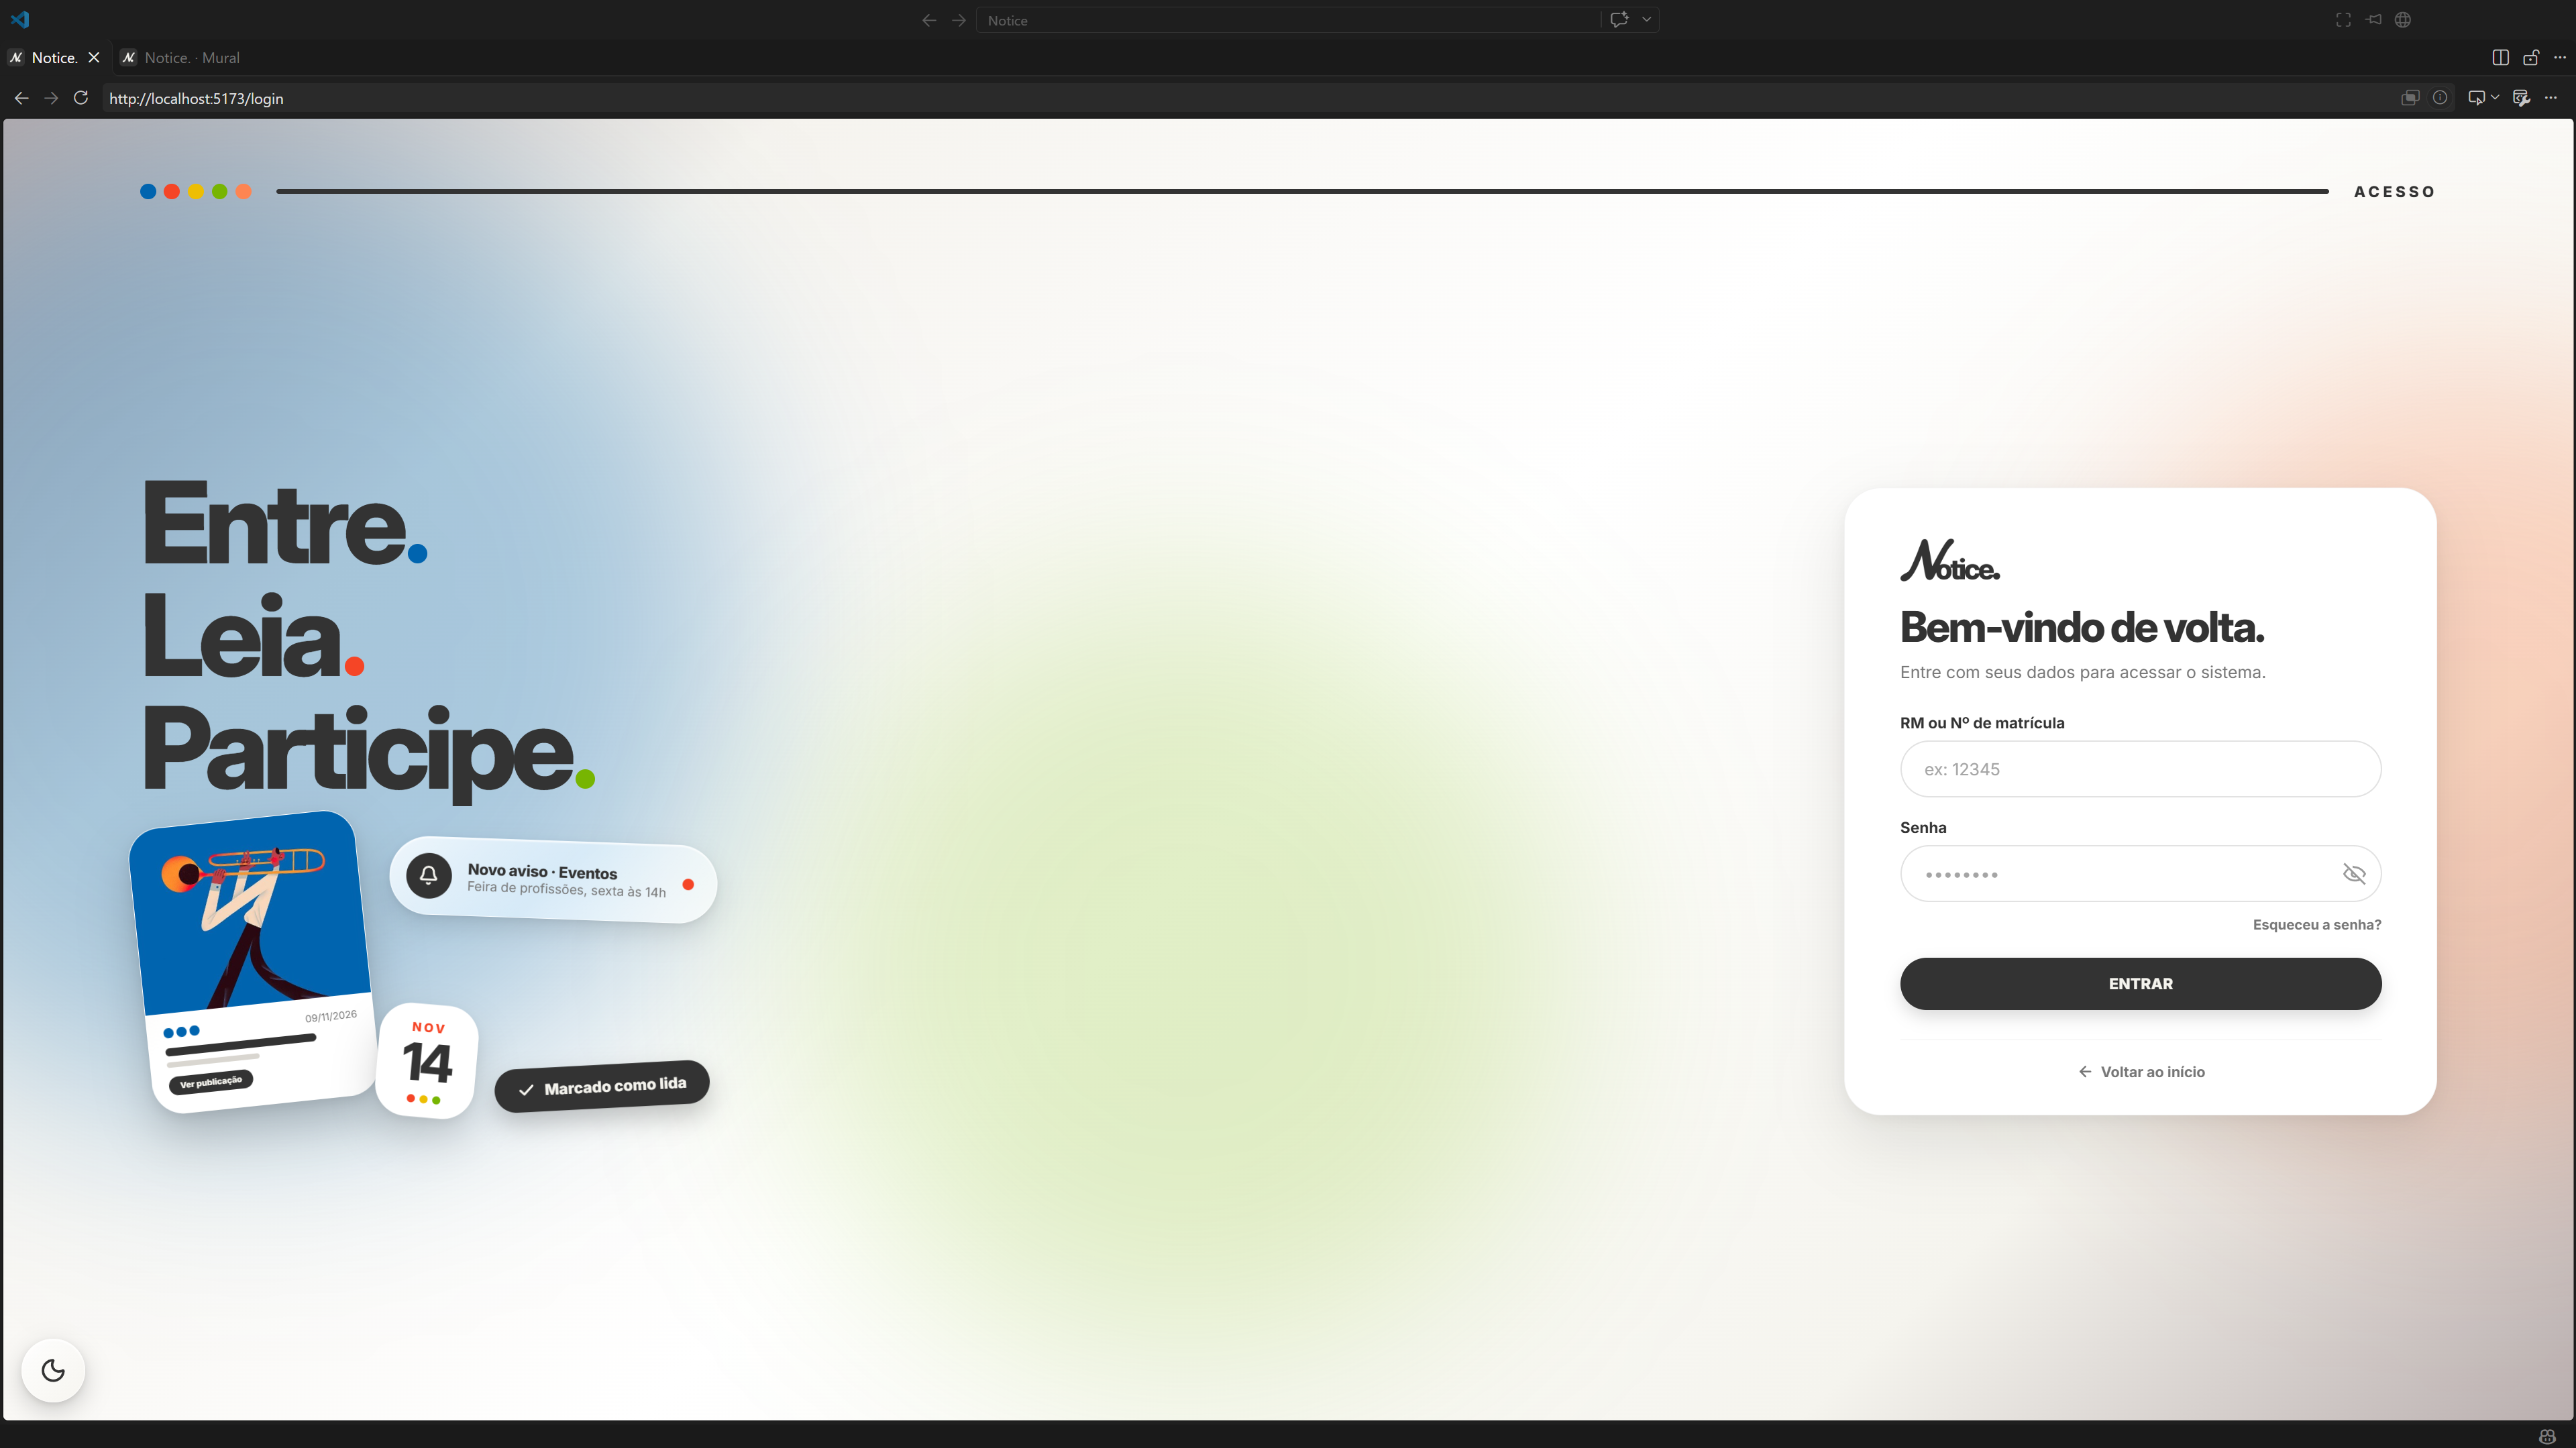 Notice
Notice.
Notice. · Mural
http://localhost:5173/login
ACESSO
Entre.
Leia.
Participe.
Novo aviso · Eventos
Feira de profissões, sexta às 14h
09/11/2026
Ver publicação
NOV
14
Marcado como lida
Notice.
Bem-vindo de volta.
Entre com seus dados para acessar o sistema.
RM ou Nº de matrícula
ex: 12345
Senha
••••••••
Esqueceu a senha?
ENTRAR
← Voltar ao início